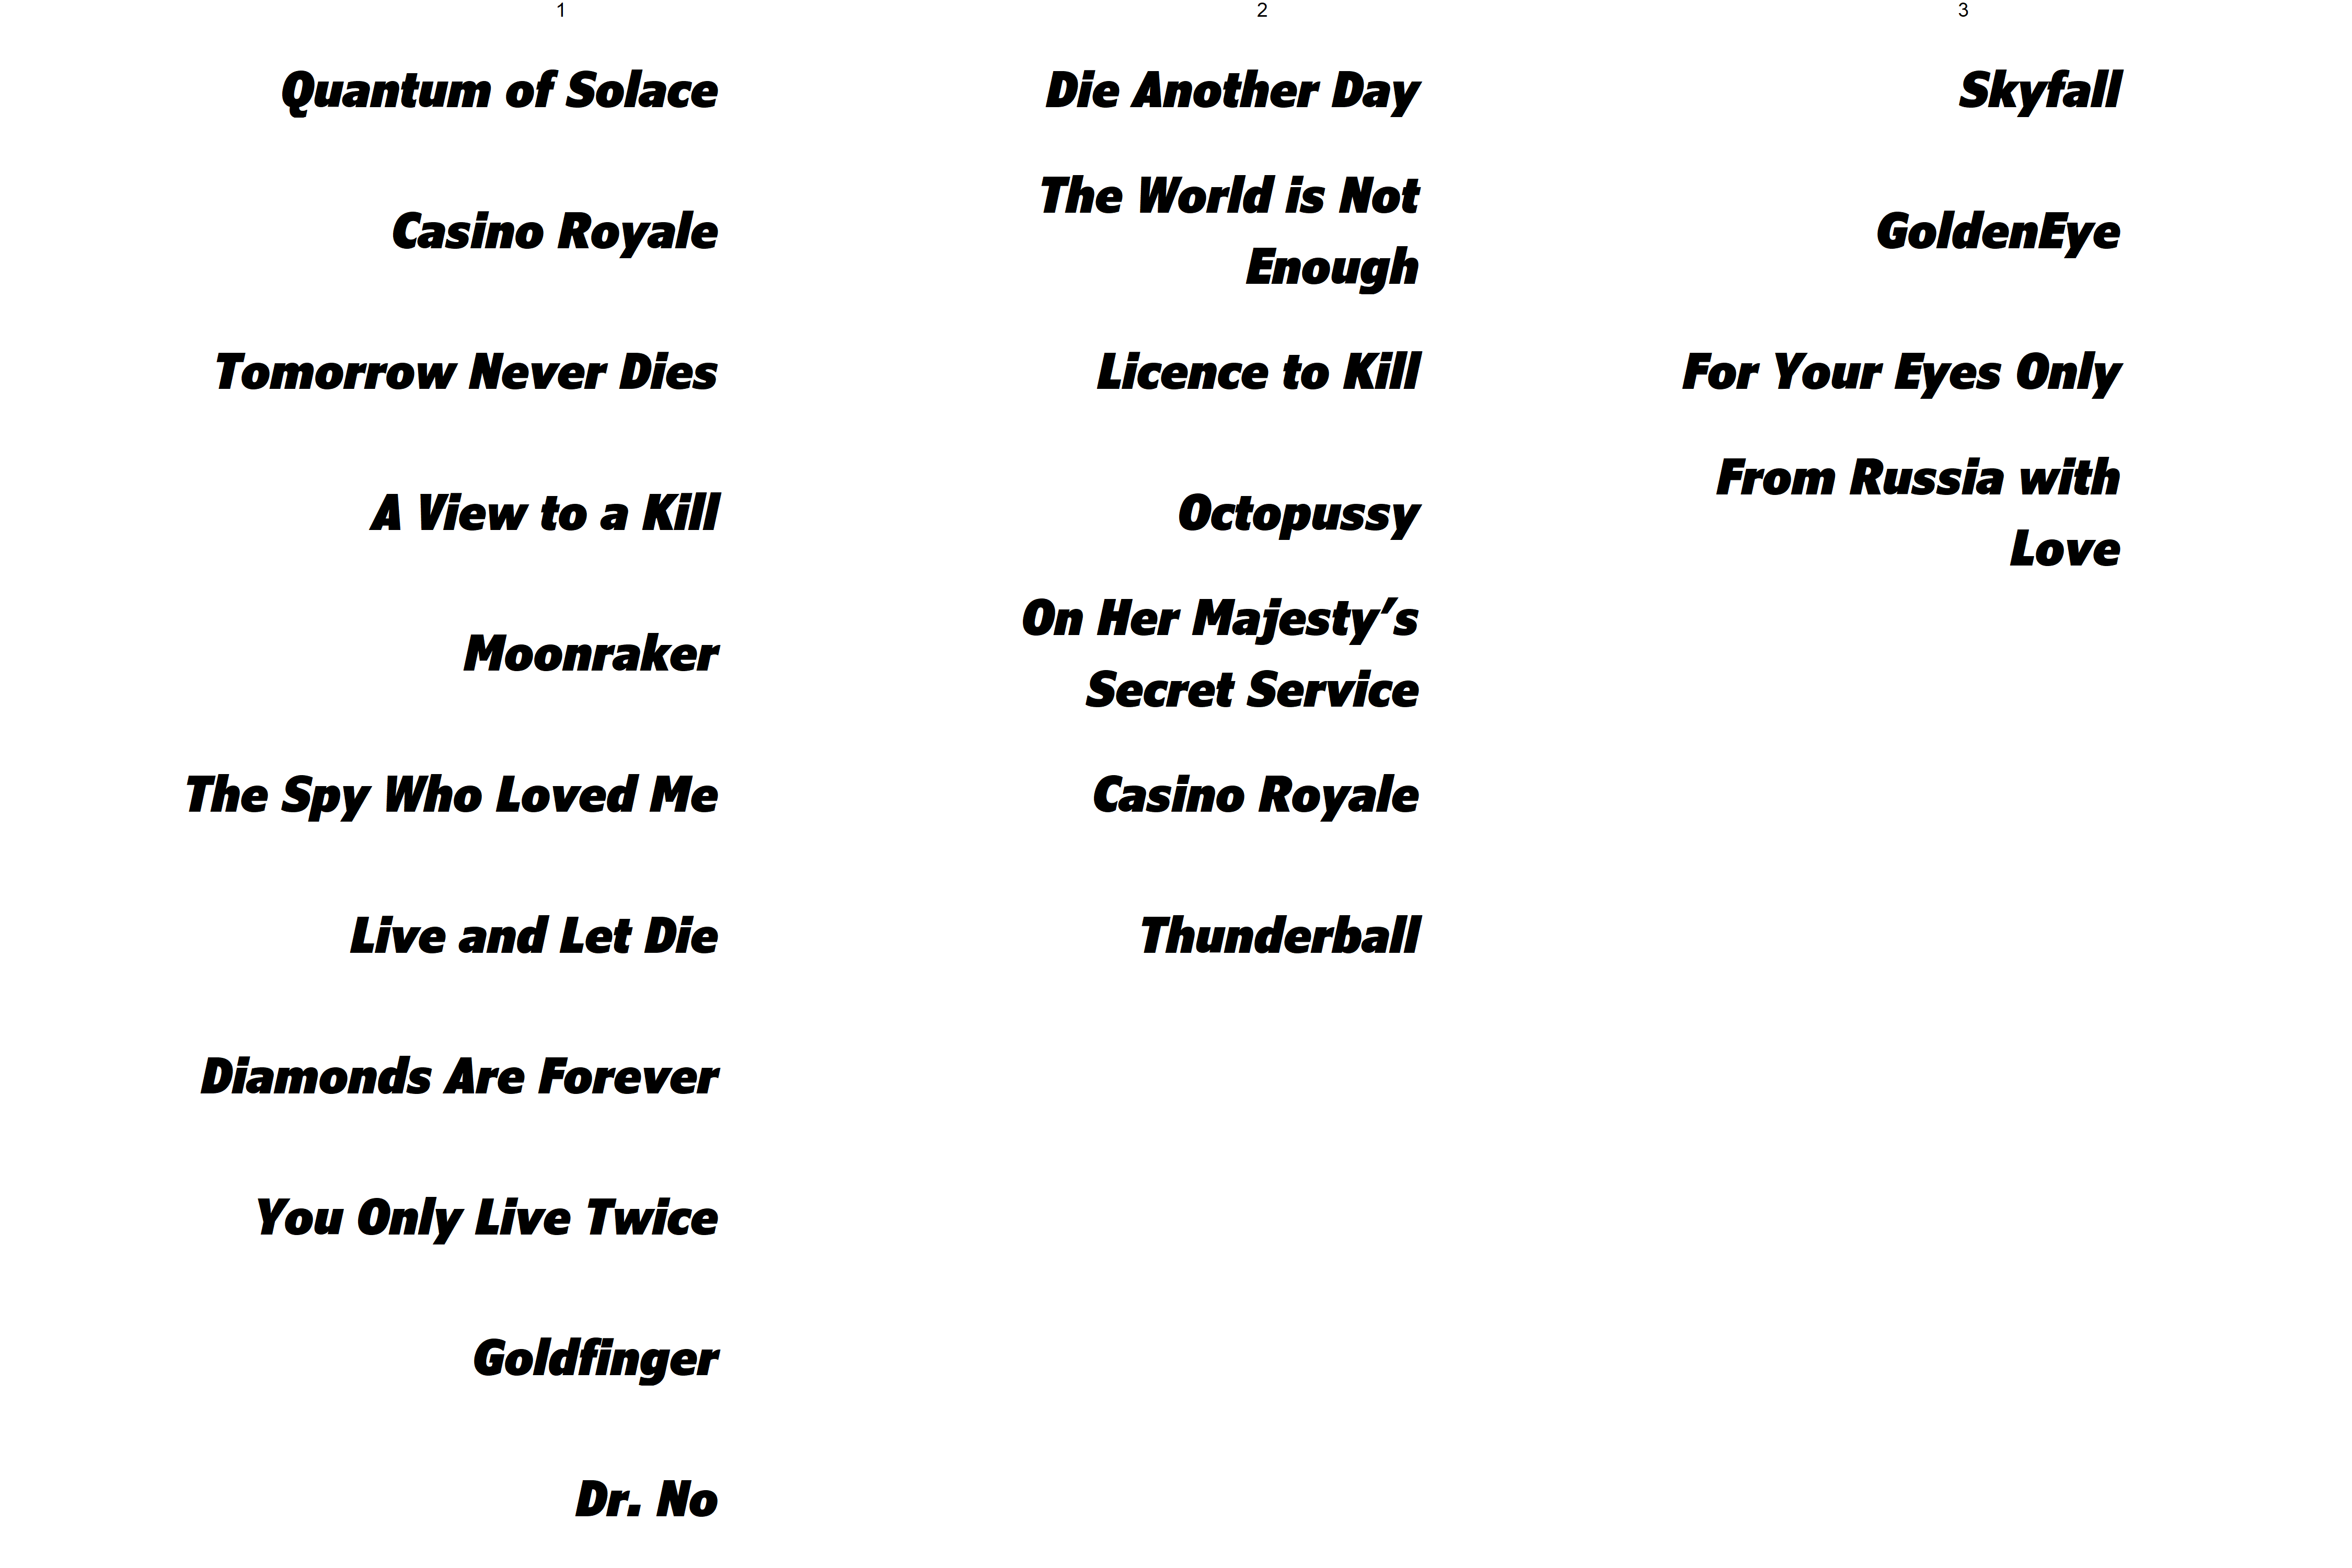 1
Quantum of Solace
Casino Royale
Tomorrow Never Dies
A View to a Kill
Moonraker
The Spy Who Loved Me
Live and Let Die
Diamonds Are Forever
You Only Live Twice
Goldfinger
Dr. No
2
Die Another Day
The World is Not
Enough
Licence to Kill
Octopussy
On Her Majesty’s
Secret Service
Casino Royale
Thunderball
3
Skyfall
GoldenEye
For Your Eyes Only
From Russia with
Love